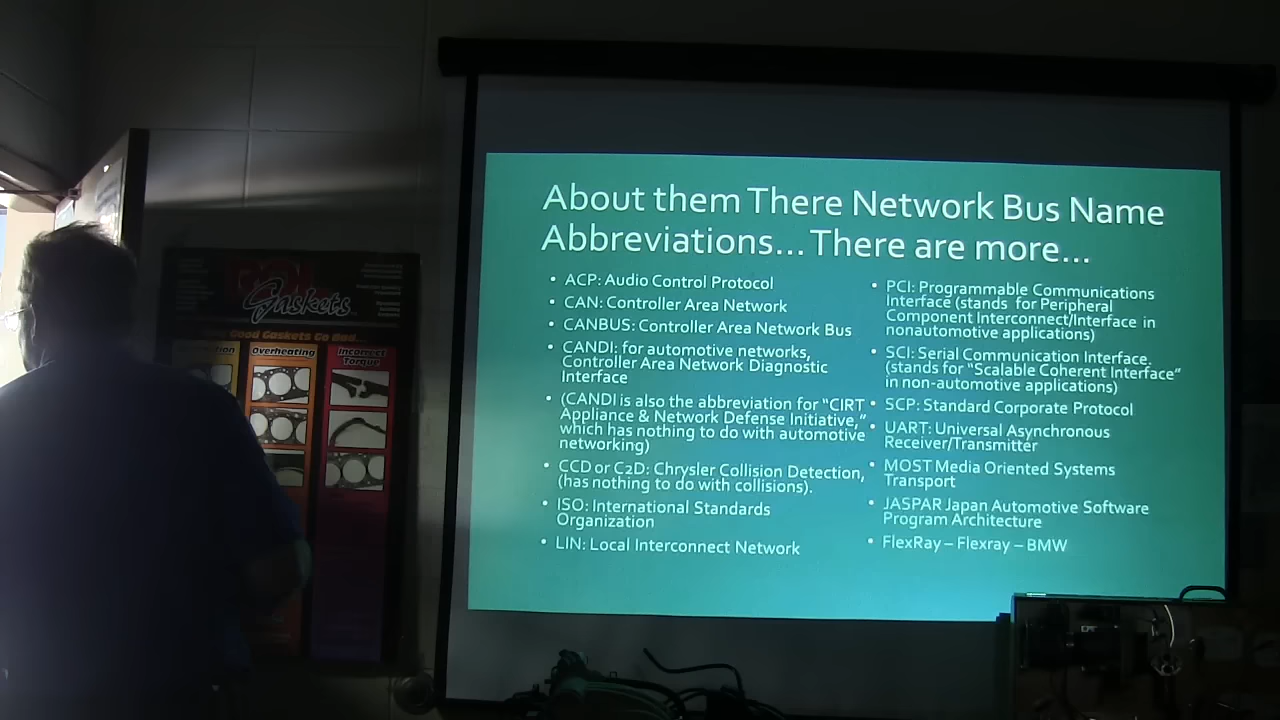 About them There Network Bus Name
Abbreviations... There are more...
• ACP: Audio Control Protocol
• CAN: Controller Area Network
• CANBUS: Controller Area Network Bus
• CANDI: for automotive networks,
Controller Area Network Diagnostic
Interface
• (CANDI is also the abbreviation for "CIRT
Appliance & Network Defense Initiative,"
which has nothing to do with automotive
networking)
• CCD or C2D: Chrysler Collision Detection,
(has nothing to do with collisions).
• ISO: International Standards
Organization
• LIN: Local Interconnect Network
• PCI: Programmable Communications
Interface (stands for Peripheral
Component Interconnect/Interface in
nonautomotive applications)
• SCI: Serial Communication Interface.
(stands for "Scalable Coherent Interface"
in non-automotive applications)
• SCP: Standard Corporate Protocol
• UART: Universal Asynchronous
Receiver/Transmitter
• MOST Media Oriented Systems
Transport
• JASPAR Japan Automotive Software
Program Architecture
• FlexRay – Flexray – BMW
Gaskets
Good Gaskets Go Bad...
Overheating
Incorrect
Torque